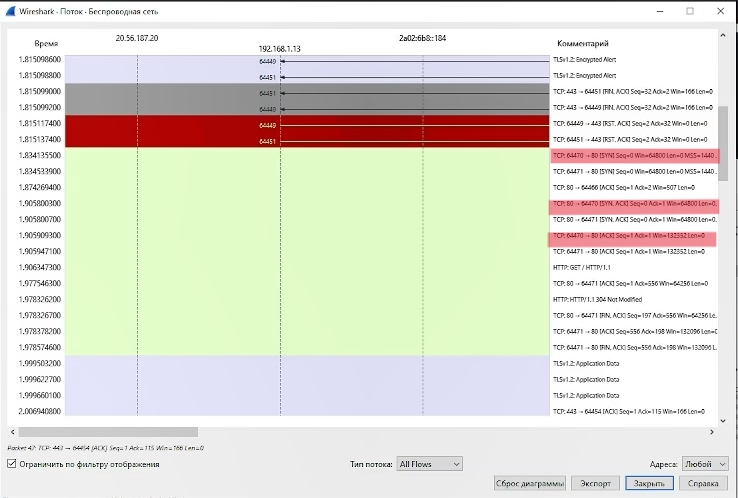 Wireshark · Поток · Беспроводная сеть
Время
20.56.187.20
192.168.1.13
2a02:6b8::184
Комментарий
1.815098600 64449 TLSv1.2: Encrypted Alert
1.815098800 64451 TLSv1.2: Encrypted Alert
1.815099000 64451 TCP: 443 → 64451 [FIN, ACK] Seq=32 Ack=2 Win=166 Len=0
1.815099200 64449 TCP: 443 → 64449 [FIN, ACK] Seq=32 Ack=2 Win=166 Len=0
1.815117400 64449 TCP: 64449 → 443 [RST, ACK] Seq=2 Ack=32 Win=0 Len=0
1.815137400 64451 TCP: 64451 → 443 [RST, ACK] Seq=2 Ack=32 Win=0 Len=0
1.834135500 TCP: 64470 → 80 [SYN] Seq=0 Win=64800 Len=0 MSS=1440 ..
1.834533900 TCP: 64471 → 80 [SYN] Seq=0 Win=64800 Len=0 MSS=1440 ..
1.874269400 TCP: 80 → 64466 [ACK] Seq=1 Ack=2 Win=507 Len=0
1.905800300 TCP: 80 → 64470 [SYN, ACK] Seq=0 Ack=1 Win=64800 Len=0..
1.905800700 TCP: 80 → 64471 [SYN, ACK] Seq=0 Ack=1 Win=64800 Len=0..
1.905909300 TCP: 64470 → 80 [ACK] Seq=1 Ack=1 Win=132352 Len=0
1.905947100 TCP: 64471 → 80 [ACK] Seq=1 Ack=1 Win=132352 Len=0
1.906347300 HTTP: GET / HTTP/1.1
1.977546300 TCP: 80 → 64471 [ACK] Seq=1 Ack=556 Win=64256 Len=0
1.978326200 HTTP: HTTP/1.1 304 Not Modified
1.978326700 TCP: 80 → 64471 [FIN, ACK] Seq=197 Ack=556 Win=64256 Le..
1.978378200 TCP: 64471 → 80 [ACK] Seq=556 Ack=198 Win=132096 Len=0
1.978574600 TCP: 64471 → 80 [FIN, ACK] Seq=556 Ack=198 Win=132096 L..
1.999503200 TLSv1.2: Application Data
1.999622700 TLSv1.2: Application Data
1.999660100 TLSv1.2: Application Data
2.006940800 TCP: 443 → 64454 [ACK] Seq=1 Ack=115 Win=166 Len=0
Packet 42: TCP: 443 → 64454 [ACK] Seq=1 Ack=115 Win=166 Len=0
Ограничить по фильтру отображения Тип потока: All Flows Адреса: Любой
Сброс диаграммы Экспорт Закрыть Справка